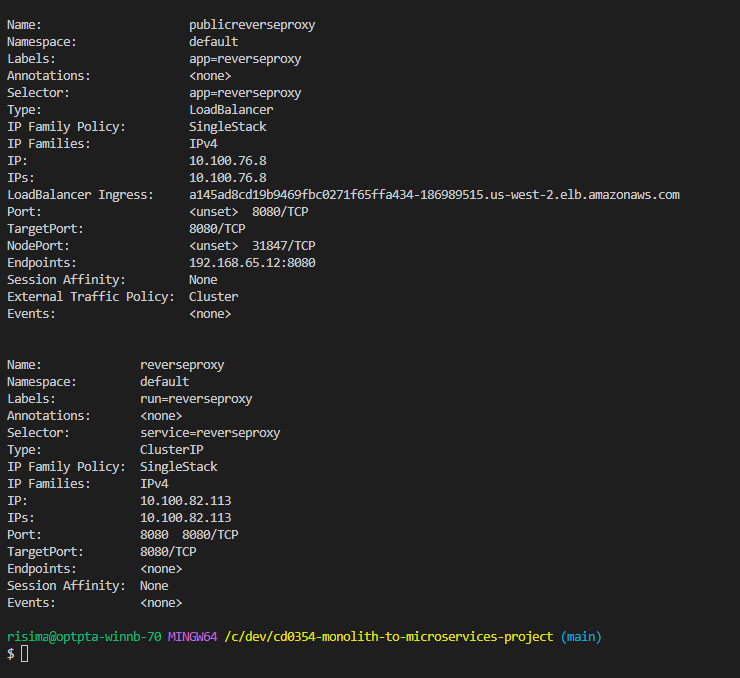 Name:                     publicreverseproxy
Namespace:                default
Labels:                   app=reverseproxy
Annotations:              <none>
Selector:                 app=reverseproxy
Type:                     LoadBalancer
IP Family Policy:         SingleStack
IP Families:              IPv4
IP:                       10.100.76.8
IPs:                      10.100.76.8
LoadBalancer Ingress:     a145ad8cd19b9469fbc0271f65ffa434-186989515.us-west-2.elb.amazonaws.com
Port:                     <unset>  8080/TCP
TargetPort:               8080/TCP
NodePort:                 <unset>  31847/TCP
Endpoints:                192.168.65.12:8080
Session Affinity:         None
External Traffic Policy:  Cluster
Events:                   <none>
Name:              reverseproxy
Namespace:         default
Labels:            run=reverseproxy
Annotations:       <none>
Selector:          service=reverseproxy
Type:              ClusterIP
IP Family Policy:  SingleStack
IP Families:       IPv4
IP:                10.100.82.113
IPs:               10.100.82.113
Port:              8080  8080/TCP
TargetPort:        8080/TCP
Endpoints:         <none>
Session Affinity:  None
Events:            <none>
risima@optpta-winnb-70 MINGW64 /c/dev/cd0354-monolith-to-microservices-project (main)
$